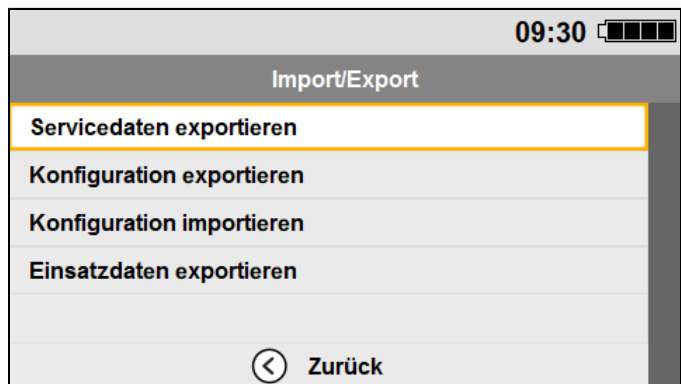 09:30
Import/Export
Servicedaten exportieren
Konfiguration exportieren
Konfiguration importieren
Einsatzdaten exportieren
Zurück